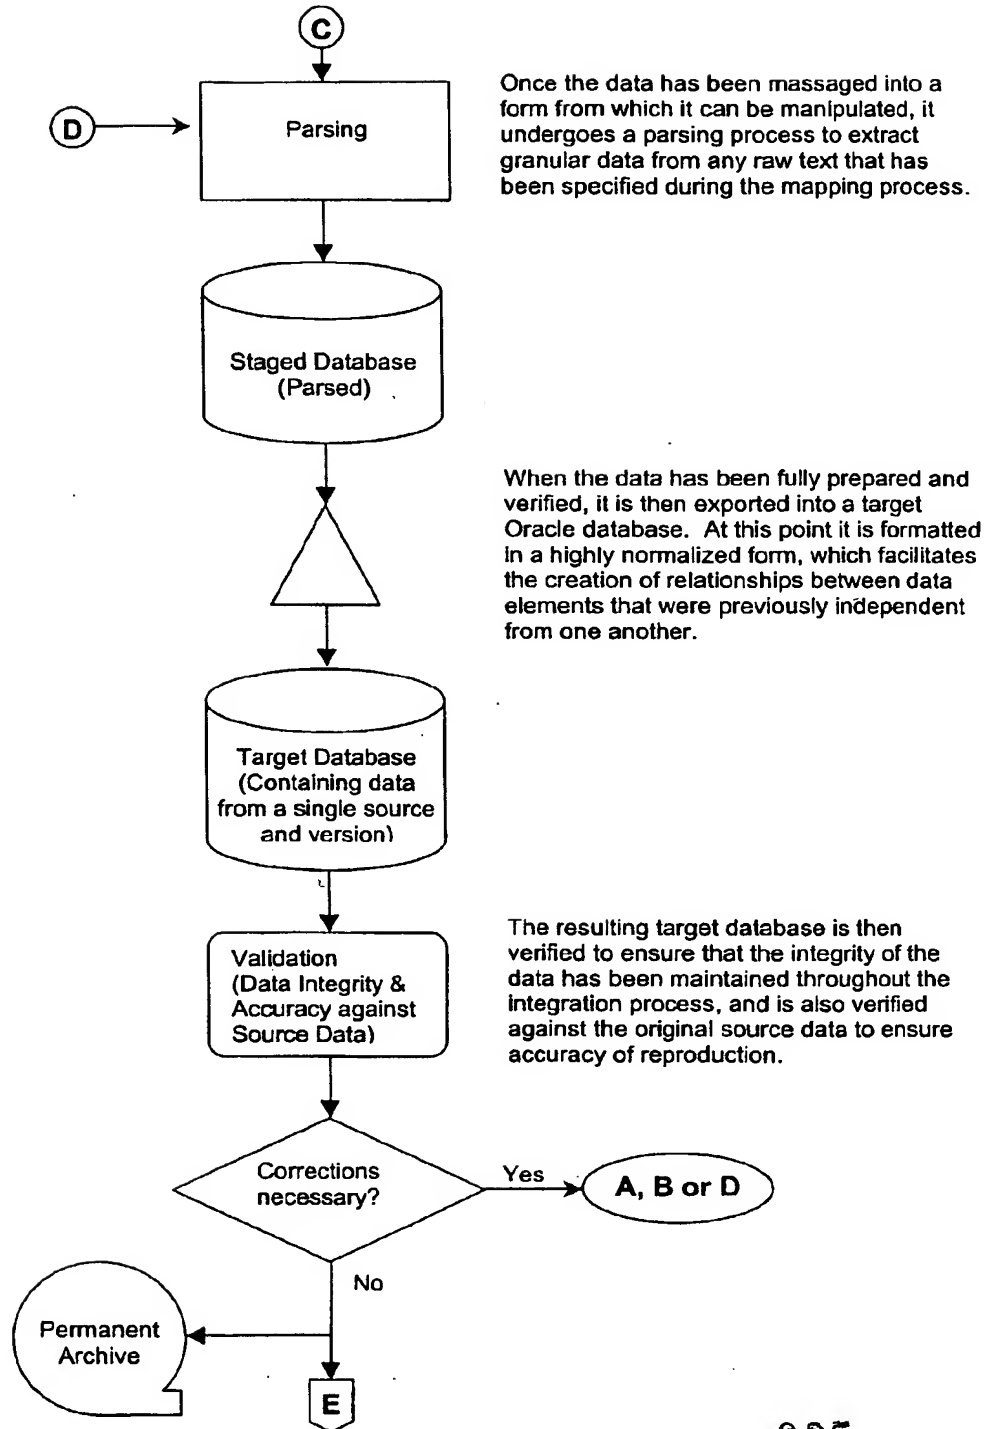 C
D
Parsing
Once the data has been massaged into a
form from which it can be manipulated, it
undergoes a parsing process to extract
granular data from any raw text that has
been specified during the mapping process.
Staged Database
(Parsed)
When the data has been fully prepared and
verified, it is then exported into a target
Oracle database. At this point it is formatted
in a highly normalized form, which facilitates
the creation of relationships between data
elements that were previously independent
from one another.
Target Database
(Containing data
from a single source
and version)
Validation
(Data Integrity &
Accuracy against
Source Data)
The resulting target database is then
verified to ensure that the integrity of the
data has been maintained throughout the
integration process, and is also verified
against the original source data to ensure
accuracy of reproduction.
Corrections
necessary?
Yes
A, B or D
No
Permanent
Archive
E